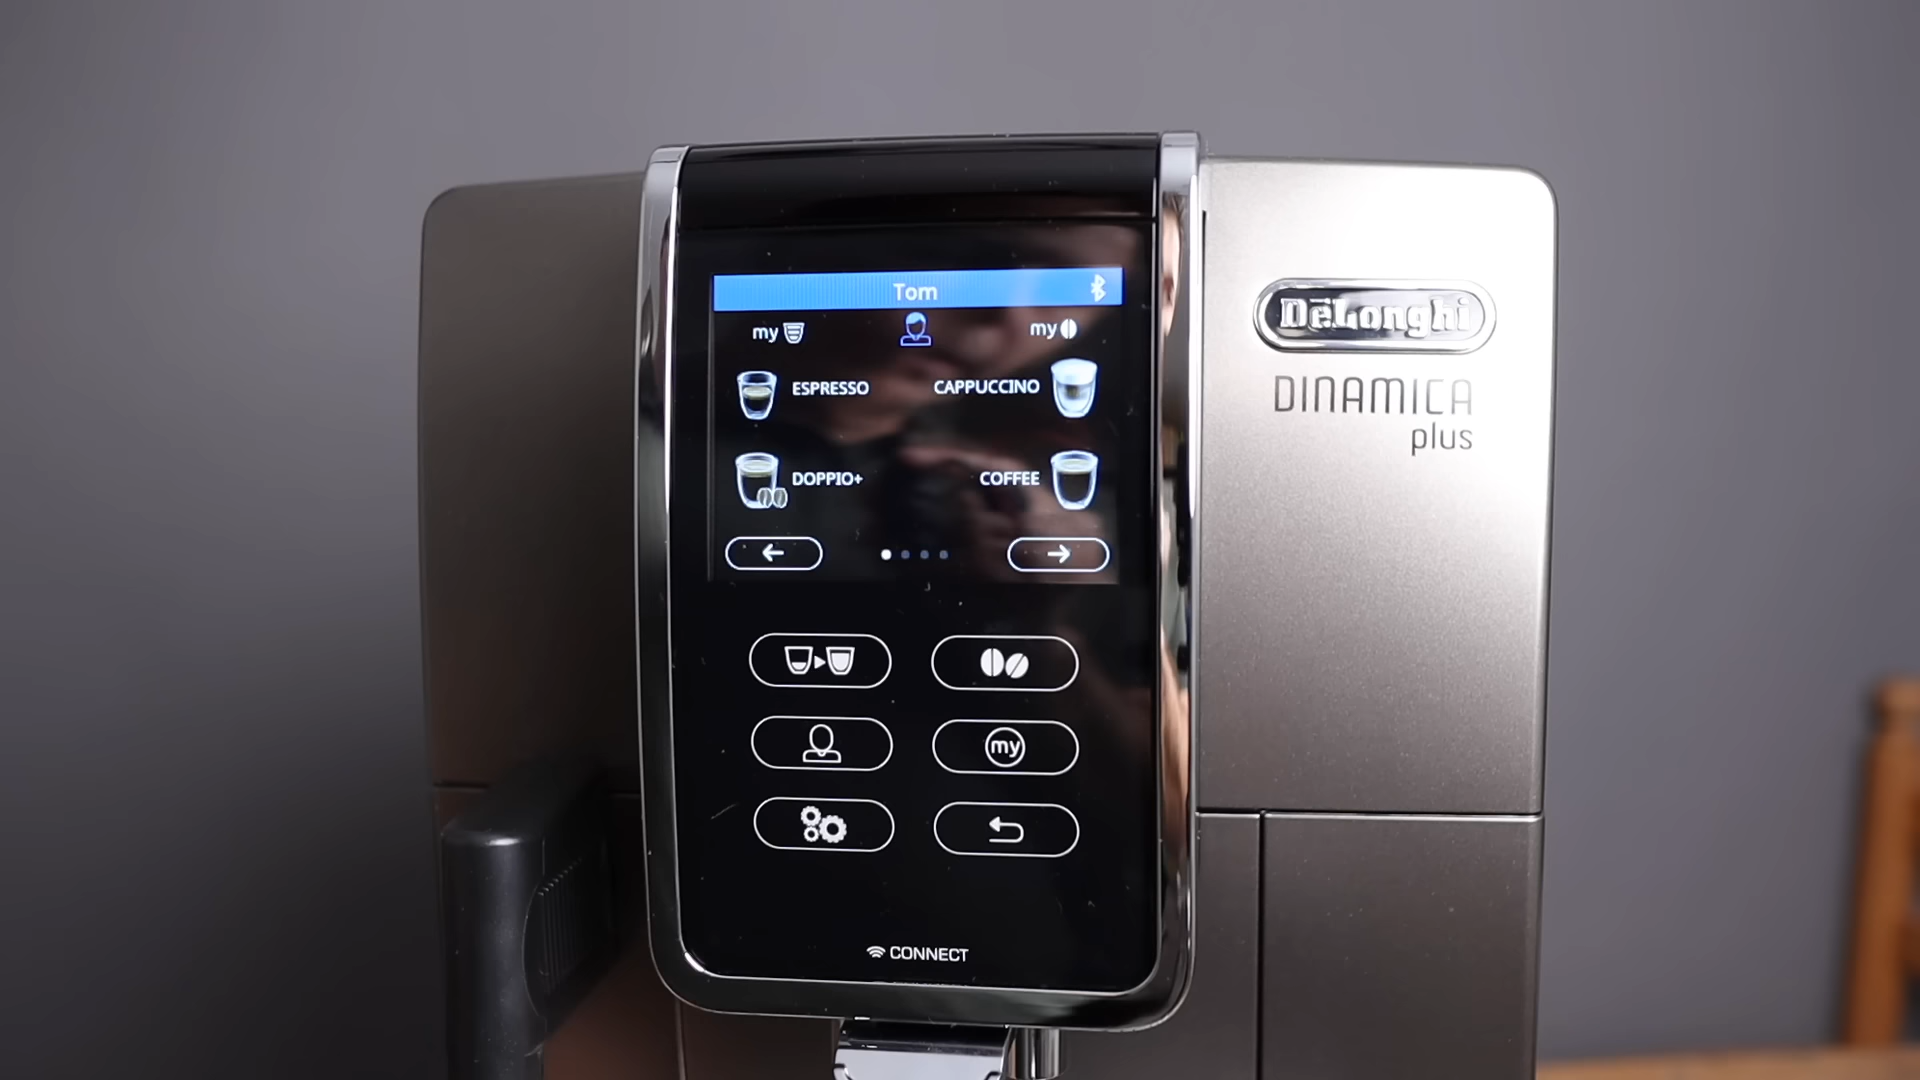 Tom
my
my
ESPRESSO
CAPPUCCINO
DOPPIO+
COFFEE
my
CONNECT
DeLonghi
DINAMICA
plus